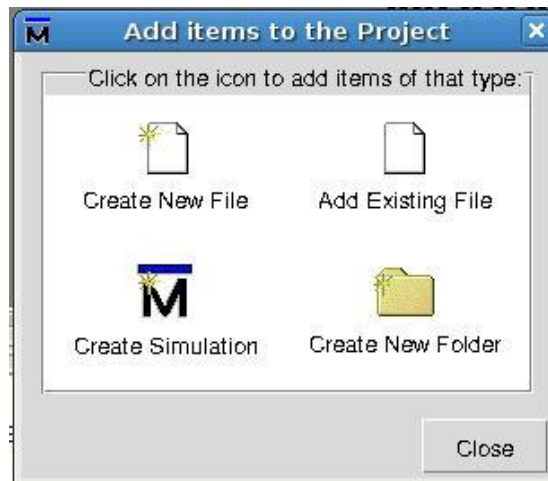 M Add items to the Project
Click on the icon to add items of that type:
Create New File Add Existing File
M
Create Simulation Create New Folder
Close